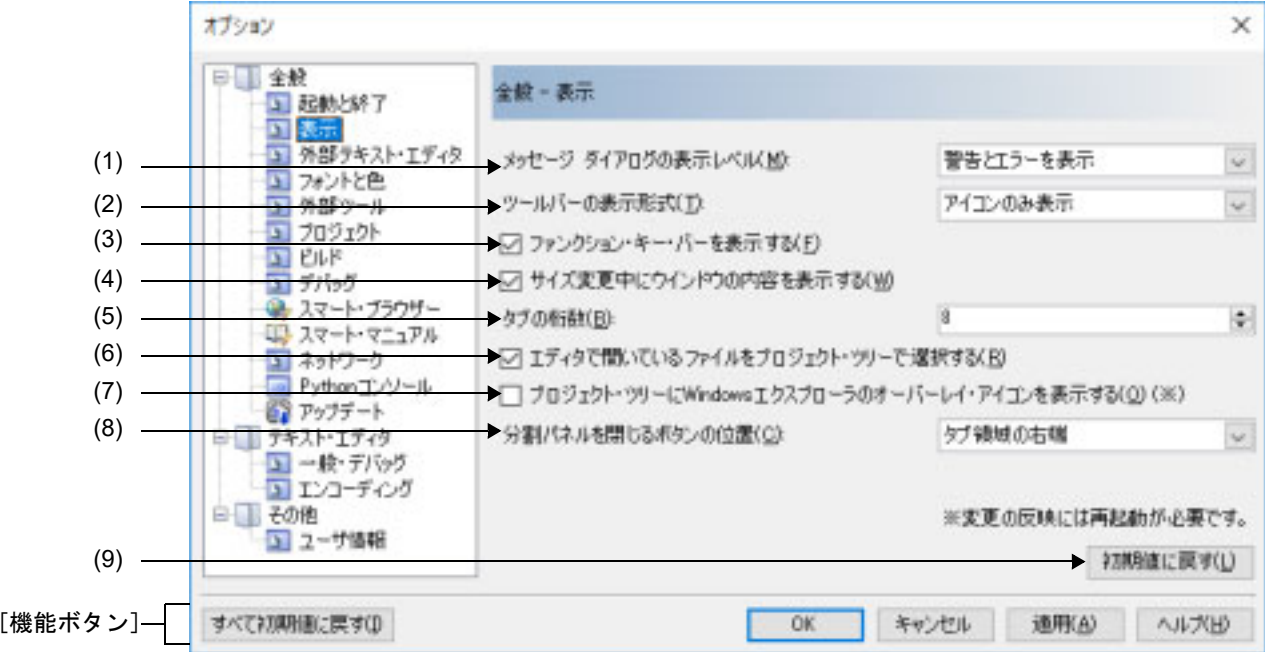 オプション
全般
起動と終了
表示
外部テキスト・エディタ
フォントと色
外部ツール
プロジェクト
ビルド
デバッグ
スマート・ブラウザー
スマート・マニュアル
ネットワーク
Pythonコンソール
アップデート
テキスト・エディタ
一般・デバッグ
エンコーディング
その他
ユーザ情報
全般 - 表示
(1) メッセージ ダイアログの表示レベル(M): 警告とエラーを表示
(2) ツールバーの表示形式(T): アイコンのみ表示
(3) ファンクション・キー・バーを表示する(F)
(4) サイズ変更中にウインドウの内容を表示する(W)
(5) タブの桁数(B): 8
(6) エディタで開いているファイルをプロジェクト・ツリーで選択する(R)
(7) プロジェクト・ツリーにWindowsエクスプローラのオーバーレイ・アイコンを表示する(O) (※)
(8) 分割パネルを閉じるボタンの位置(C): タブ領域の右端
※変更の反映には再起動が必要です。
(9) 初期値に戻す(L)
[機能ボタン] すべて初期値に戻す(I) OK キャンセル 適用(A) ヘルプ(H)